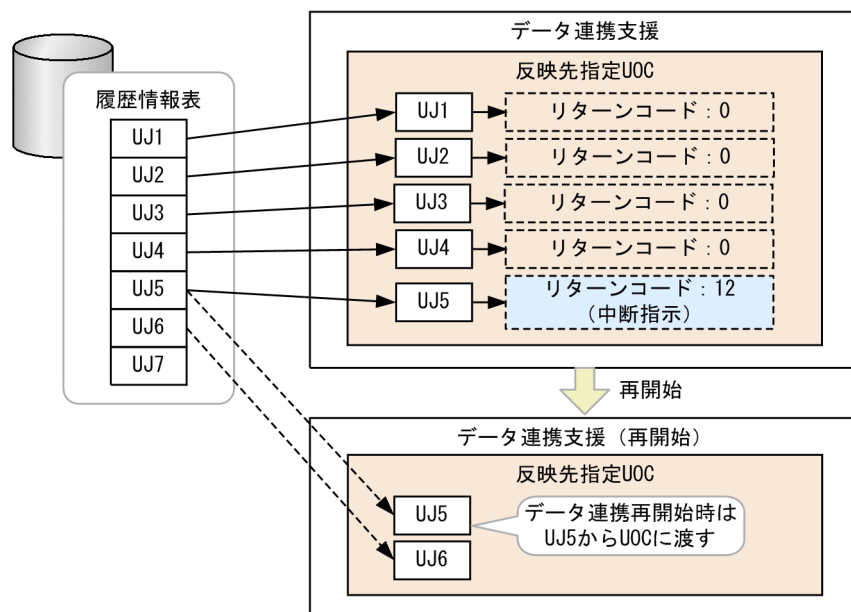 履歴情報表
UJ1
UJ2
UJ3
UJ4
UJ5
UJ6
UJ7
データ連携支援
反映先指定UOC
UJ1
リターンコード：0
UJ2
リターンコード：0
UJ3
リターンコード：0
UJ4
リターンコード：0
UJ5
リターンコード：12
（中断指示）
再開始
データ連携支援（再開始）
反映先指定UOC
UJ5
UJ6
データ連携再開始時は
UJ5からUOCに渡す